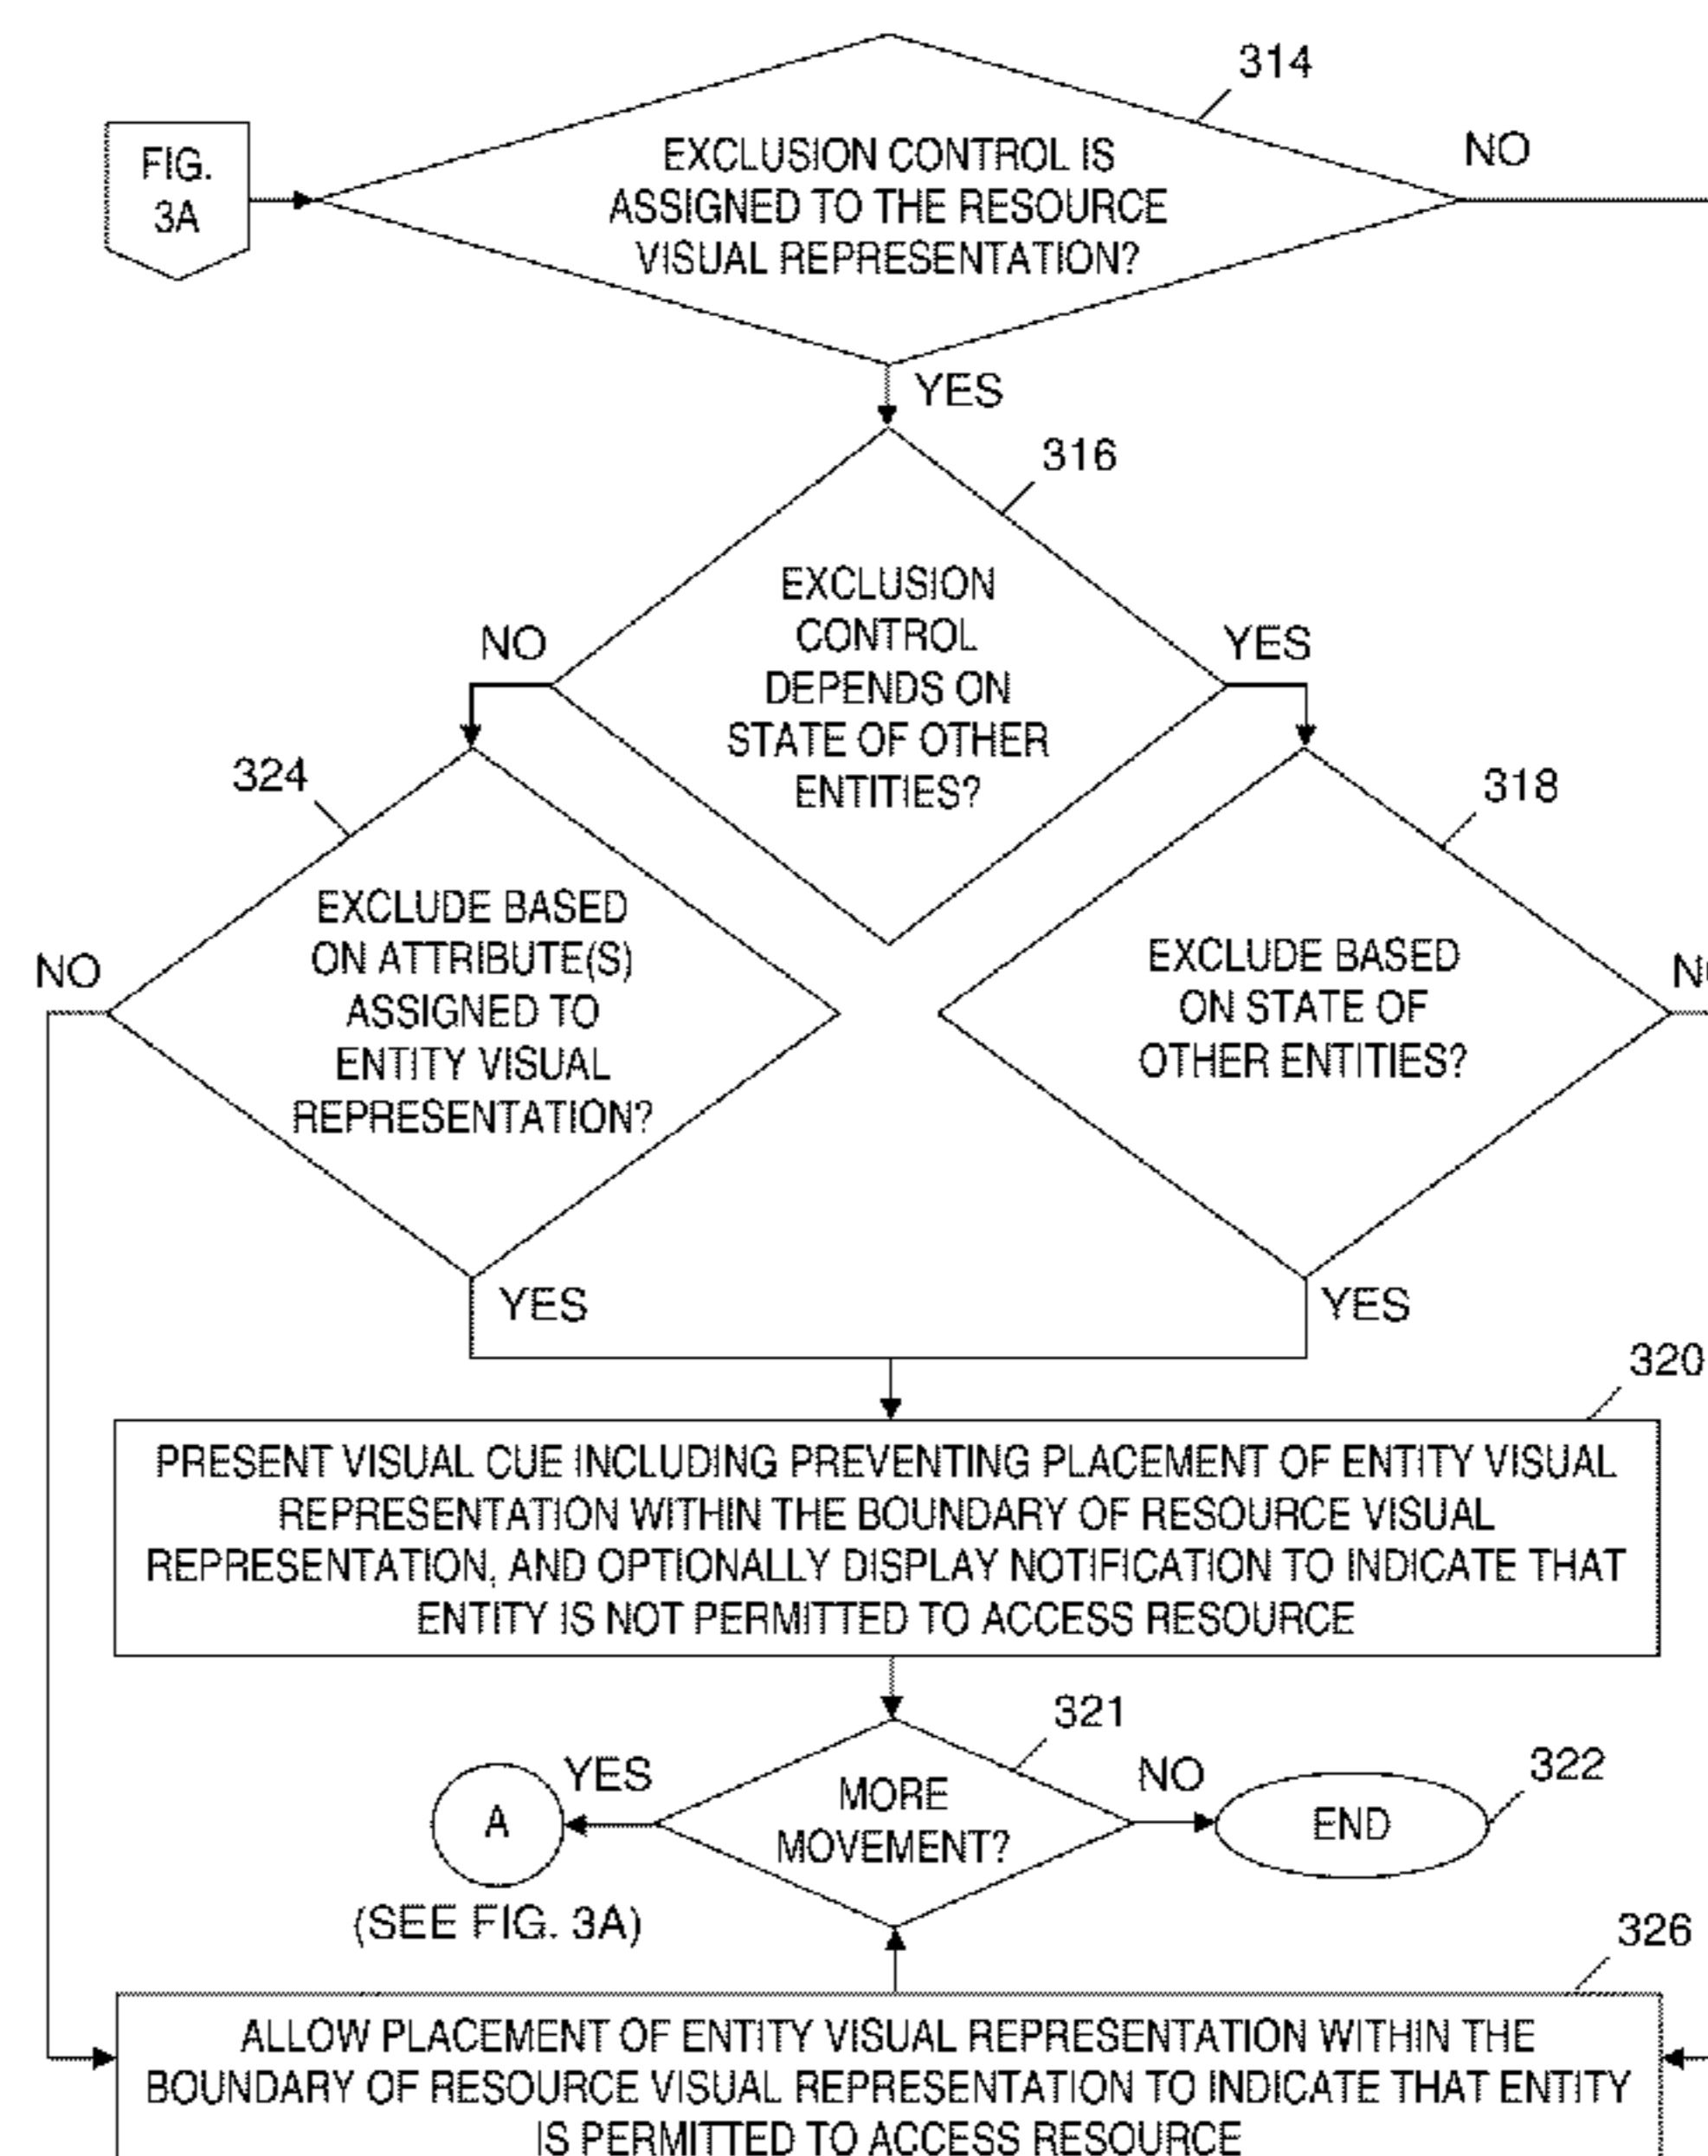 314
FIG.
3A
EXCLUSION CONTROL IS
ASSIGNED TO THE RESOURCE
VISUAL REPRESENTATION?
NO
YES
316
EXCLUSION
CONTROL
DEPENDS ON
STATE OF OTHER
ENTITIES?
NO
YES
324
318
EXCLUDE BASED
ON ATTRIBUTE(S)
ASSIGNED TO
ENTITY VISUAL
REPRESENTATION?
NO
EXCLUDE BASED
ON STATE OF
OTHER ENTITIES?
YES
YES
320
PRESENT VISUAL CUE INCLUDING PREVENTING PLACEMENT OF ENTITY VISUAL
REPRESENTATION WITHIN THE BOUNDARY OF RESOURCE VISUAL
REPRESENTATION, AND OPTIONALLY DISPLAY NOTIFICATION TO INDICATE THAT
ENTITY IS NOT PERMITTED TO ACCESS RESOURCE
321
YES
MORE
MOVEMENT?
NO
322
A
END
(SEE FIG. 3A)
326
ALLOW PLACEMENT OF ENTITY VISUAL REPRESENTATION WITHIN THE
BOUNDARY OF RESOURCE VISUAL REPRESENTATION TO INDICATE THAT ENTITY
IS PERMITTED TO ACCESS RESOURCE